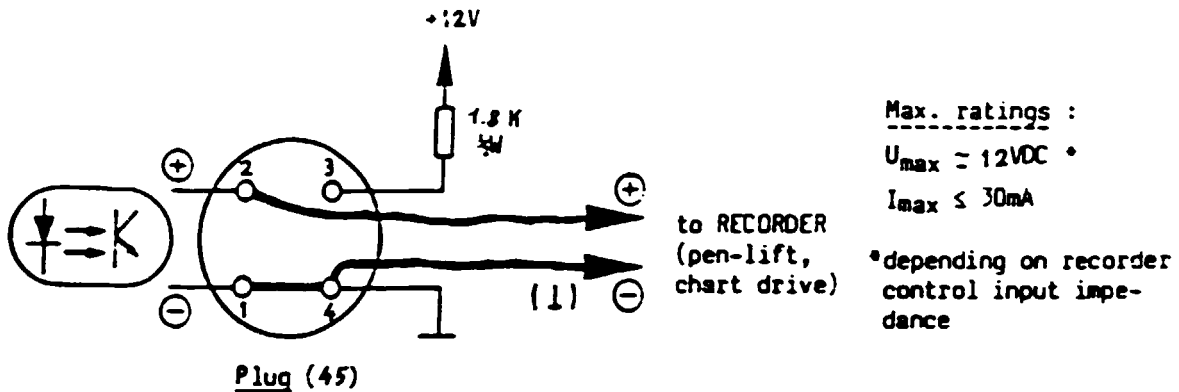 +12V
1.8 K
W
+
2
3
+
-
1
4
(⊥)
-
to RECORDER
(pen-lift,
chart drive)
Plug (45)
Max. ratings :
Umax = 12VDC *
Imax ≤ 30mA
*depending on recorder
control input impe-
dance